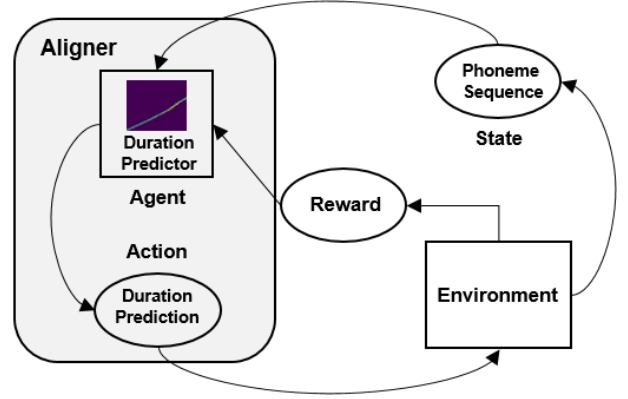 Aligner
Duration
Predictor
Agent
Action
Duration
Prediction
Reward
Phoneme
Sequence
State
Environment